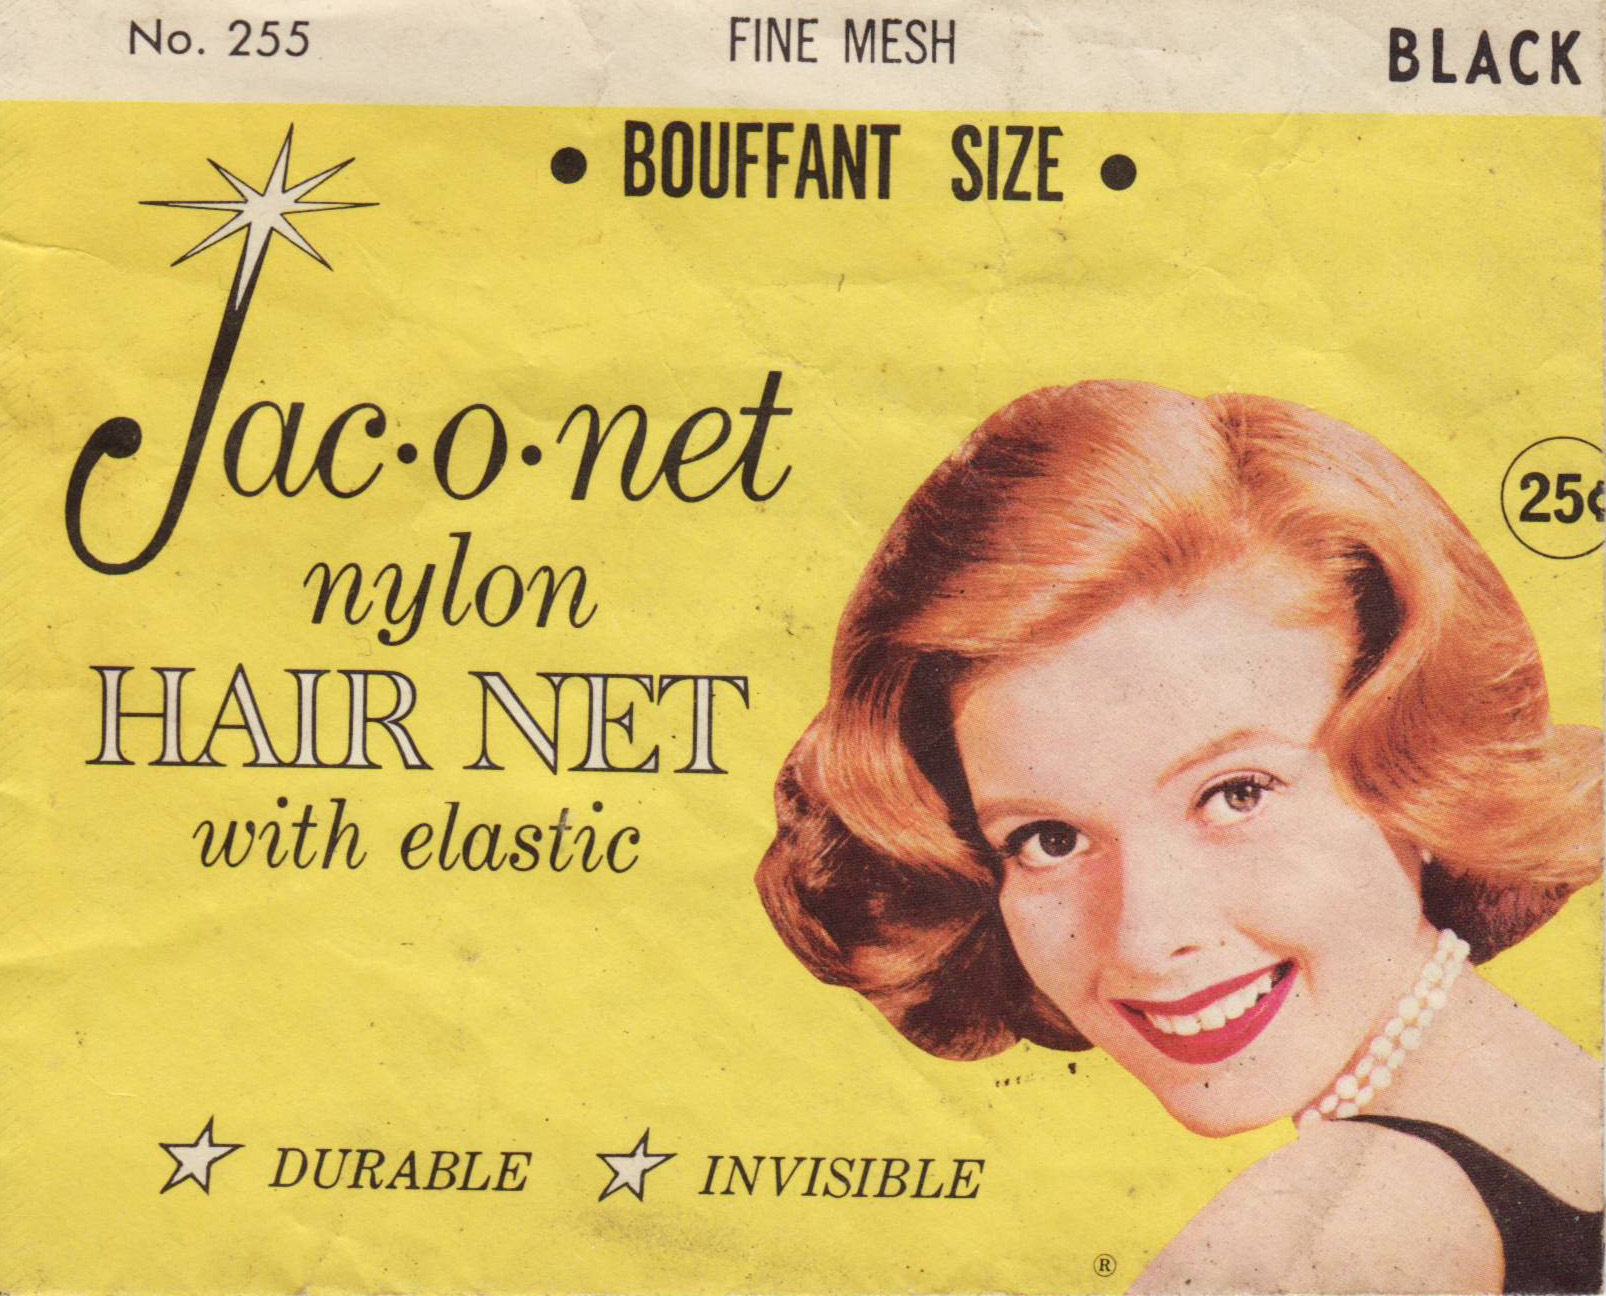 No. 255 FINE MESH BLACK
• BOUFFANT SIZE •
Jac·o·net
25¢
nylon
HAIR NET
with elastic
DURABLE INVISIBLE
®